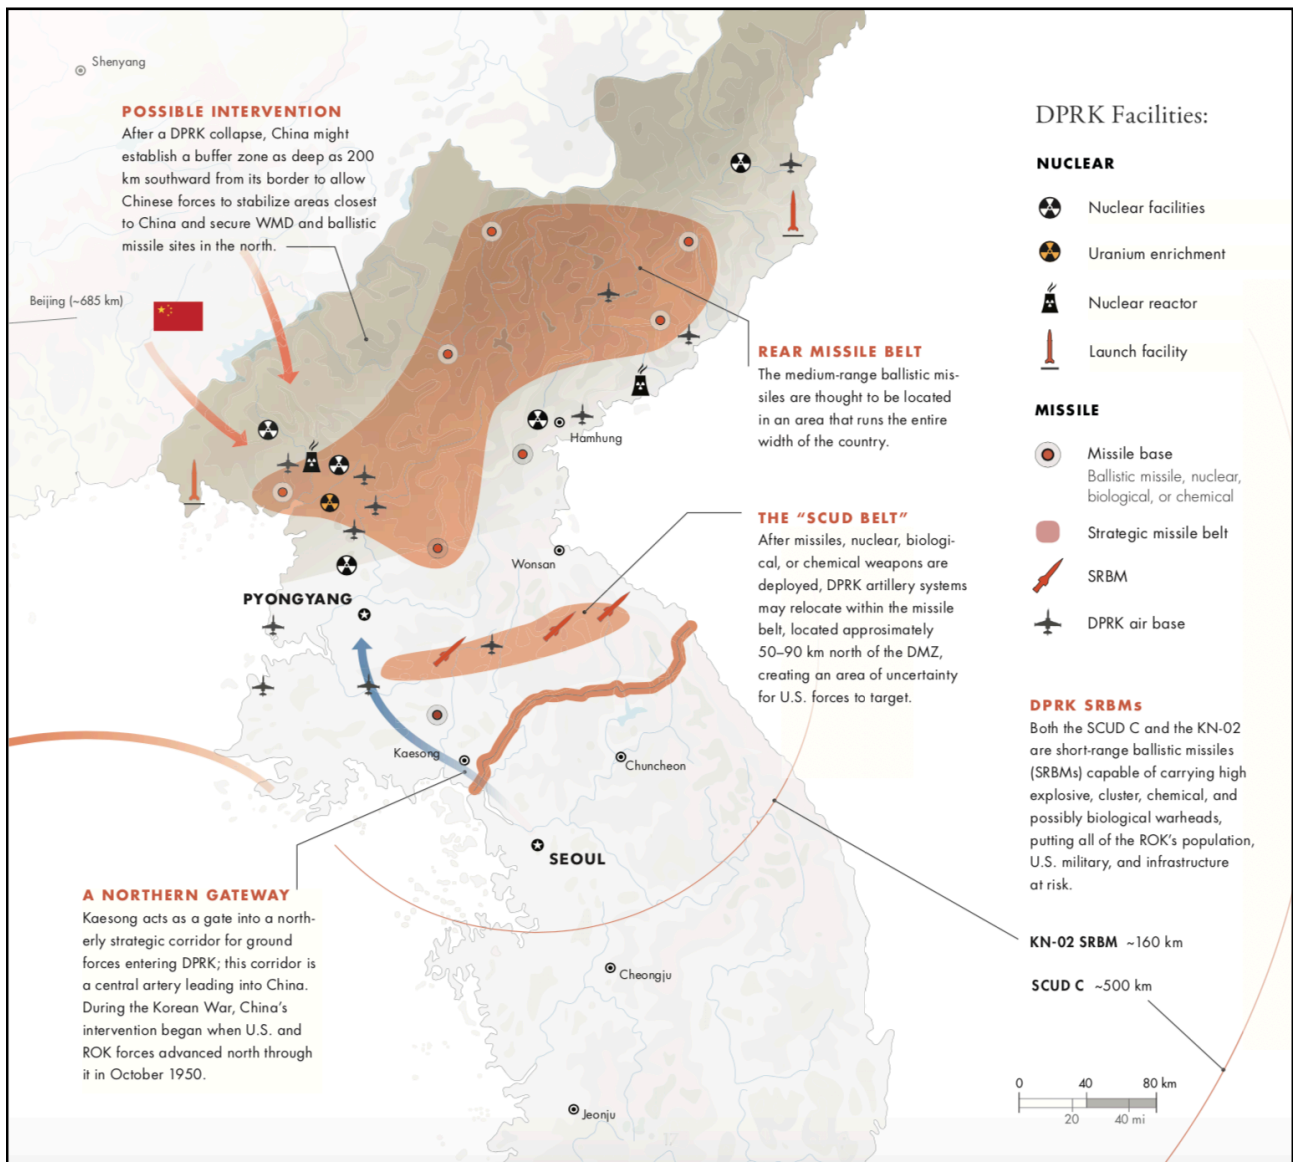 Shenyang
POSSIBLE INTERVENTION
After a DPRK collapse, China might
establish a buffer zone as deep as 200
km southward from its border to allow
Chinese forces to stabilize areas closest
to China and secure WMD and ballistic
missile sites in the north.
Beijing (~685 km)
DPRK Facilities:
NUCLEAR
Nuclear facilities
Uranium enrichment
Nuclear reactor
Launch facility
MISSILE
Missile base
Ballistic missile, nuclear,
biological, or chemical
Strategic missile belt
SRBM
DPRK air base
REAR MISSILE BELT
The medium-range ballistic mis-
siles are thought to be located
in an area that runs the entire
width of the country.
Hamhung
THE “SCUD BELT”
After missiles, nuclear, biologi-
cal, or chemical weapons are
deployed, DPRK artillery systems
may relocate within the missile
belt, located approsimately
50–90 km north of the DMZ,
creating an area of uncertainty
for U.S. forces to target.
Wonsan
PYONGYANG
Kaesong
Chuncheon
SEOUL
Cheongju
Jeonju
DPRK SRBMs
Both the SCUD C and the KN-02
are short-range ballistic missiles
(SRBMs) capable of carrying high
explosive, cluster, chemical, and
possibly biological warheads,
putting all of the ROK’s population,
U.S. military, and infrastructure
at risk.
KN-02 SRBM ~160 km
SCUD C ~500 km
A NORTHERN GATEWAY
Kaesong acts as a gate into a north-
erly strategic corridor for ground
forces entering DPRK; this corridor is
a central artery leading into China.
During the Korean War, China’s
intervention began when U.S. and
ROK forces advanced north through
it in October 1950.
0 40 80 km
20 40 mi